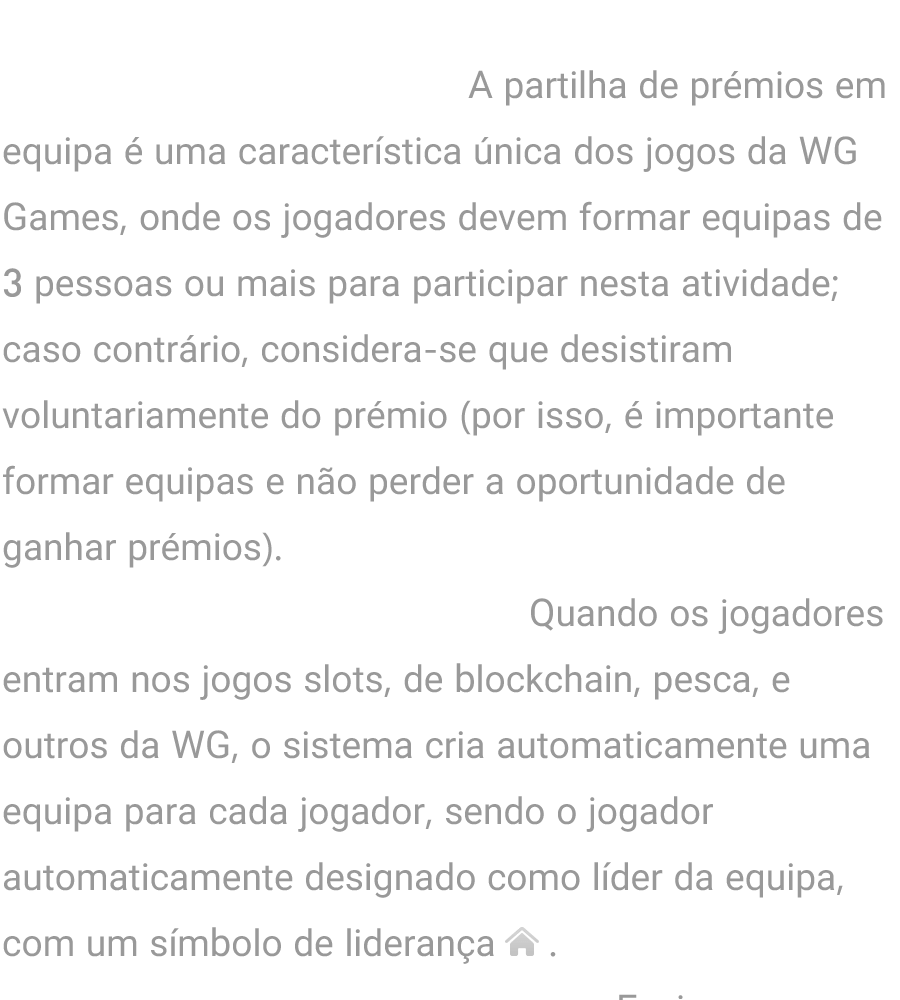 A partilha de prémios em
equipa é uma característica única dos jogos da WG
Games, onde os jogadores devem formar equipas de
3 pessoas ou mais para participar nesta atividade;
caso contrário, considera-se que desistiram
voluntariamente do prémio (por isso, é importante
formar equipas e não perder a oportunidade de
ganhar prémios).
Quando os jogadores
entram nos jogos slots, de blockchain, pesca, e
outros da WG, o sistema cria automaticamente uma
equipa para cada jogador, sendo o jogador
automaticamente designado como líder da equipa,
com um símbolo de liderança .